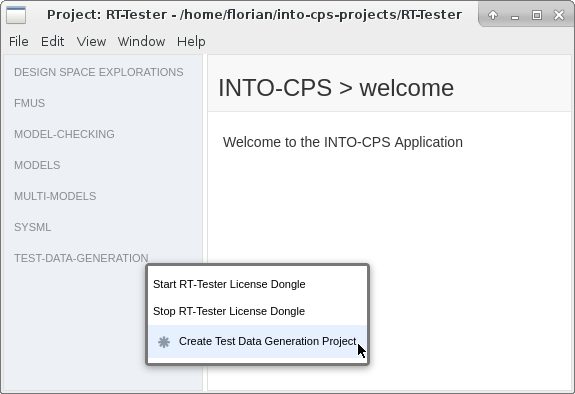 Project: RT-Tester - /home/florian/into-cps-projects/RT-Tester
File Edit View Window Help
DESIGN SPACE EXPLORATIONS
FMUS
MODEL-CHECKING
MODELS
MULTI-MODELS
SYSML
TEST-DATA-GENERATION
INTO-CPS > welcome
Welcome to the INTO-CPS Application
Start RT-Tester License Dongle
Stop RT-Tester License Dongle
Create Test Data Generation Project